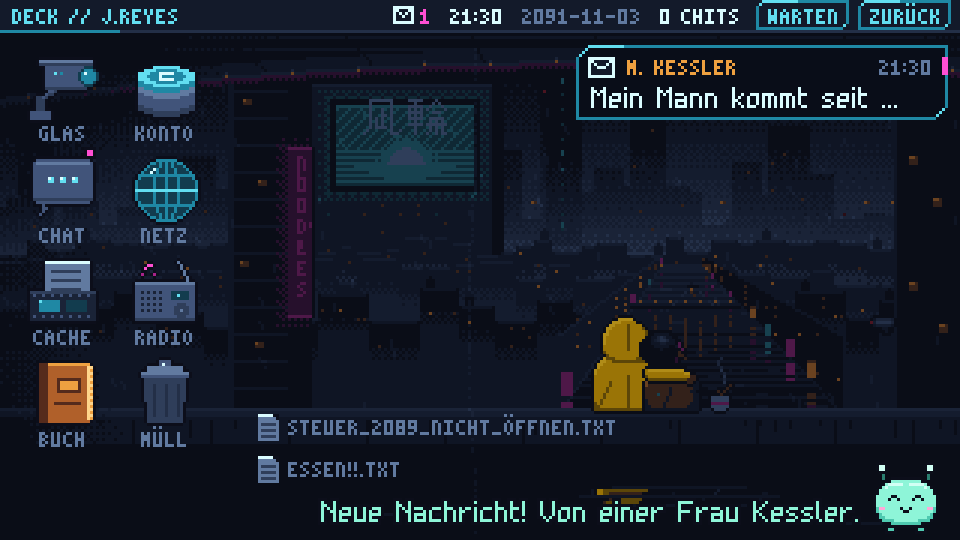 DECK // J.REYES
1 21:30 2091-11-03 0 CHITS WARTEN ZURÜCK
M. KESSLER 21:30
Mein Mann kommt seit ...
GLAS KONTO
CHAT NETZ
CACHE RADIO
BUCH MÜLL
STEUER_2089_NICHT_ÖFFNEN.TXT
ESSEN!!.TXT
Neue Nachricht! Von einer Frau Kessler.